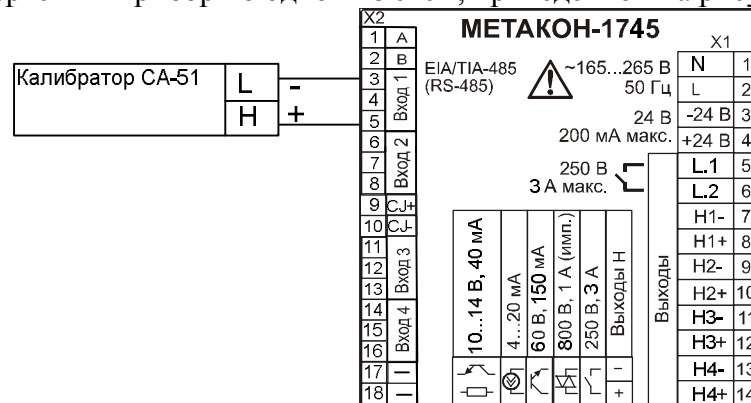 X2
МЕТАКОН-1745
X1
1 A
2 B
3
4
5
Вход 1
6
7
8
Вход 2
9 CJ+
10 CJ-
11
12
13
Вход 3
14
15
16
Вход 4
17 –
18 –
Калибратор СА-51
L -
H +
EIA/TIA-485
(RS-485)
~165...265 В
50 Гц
24 В
200 мА макс.
250 В
3 А макс.
N 1
L 2
-24 В 3
+24 В 4
L.1 5
L.2 6
H1- 7
H1+ 8
H2- 9
H2+ 10
H3- 11
H3+ 12
H4- 13
H4+ 14
Выходы
10...14 В, 40 мА
4...20 мА
60 В, 150 мА
800 В, 1 А (имп.)
250 В, 3 А
Выходы Н
–
+